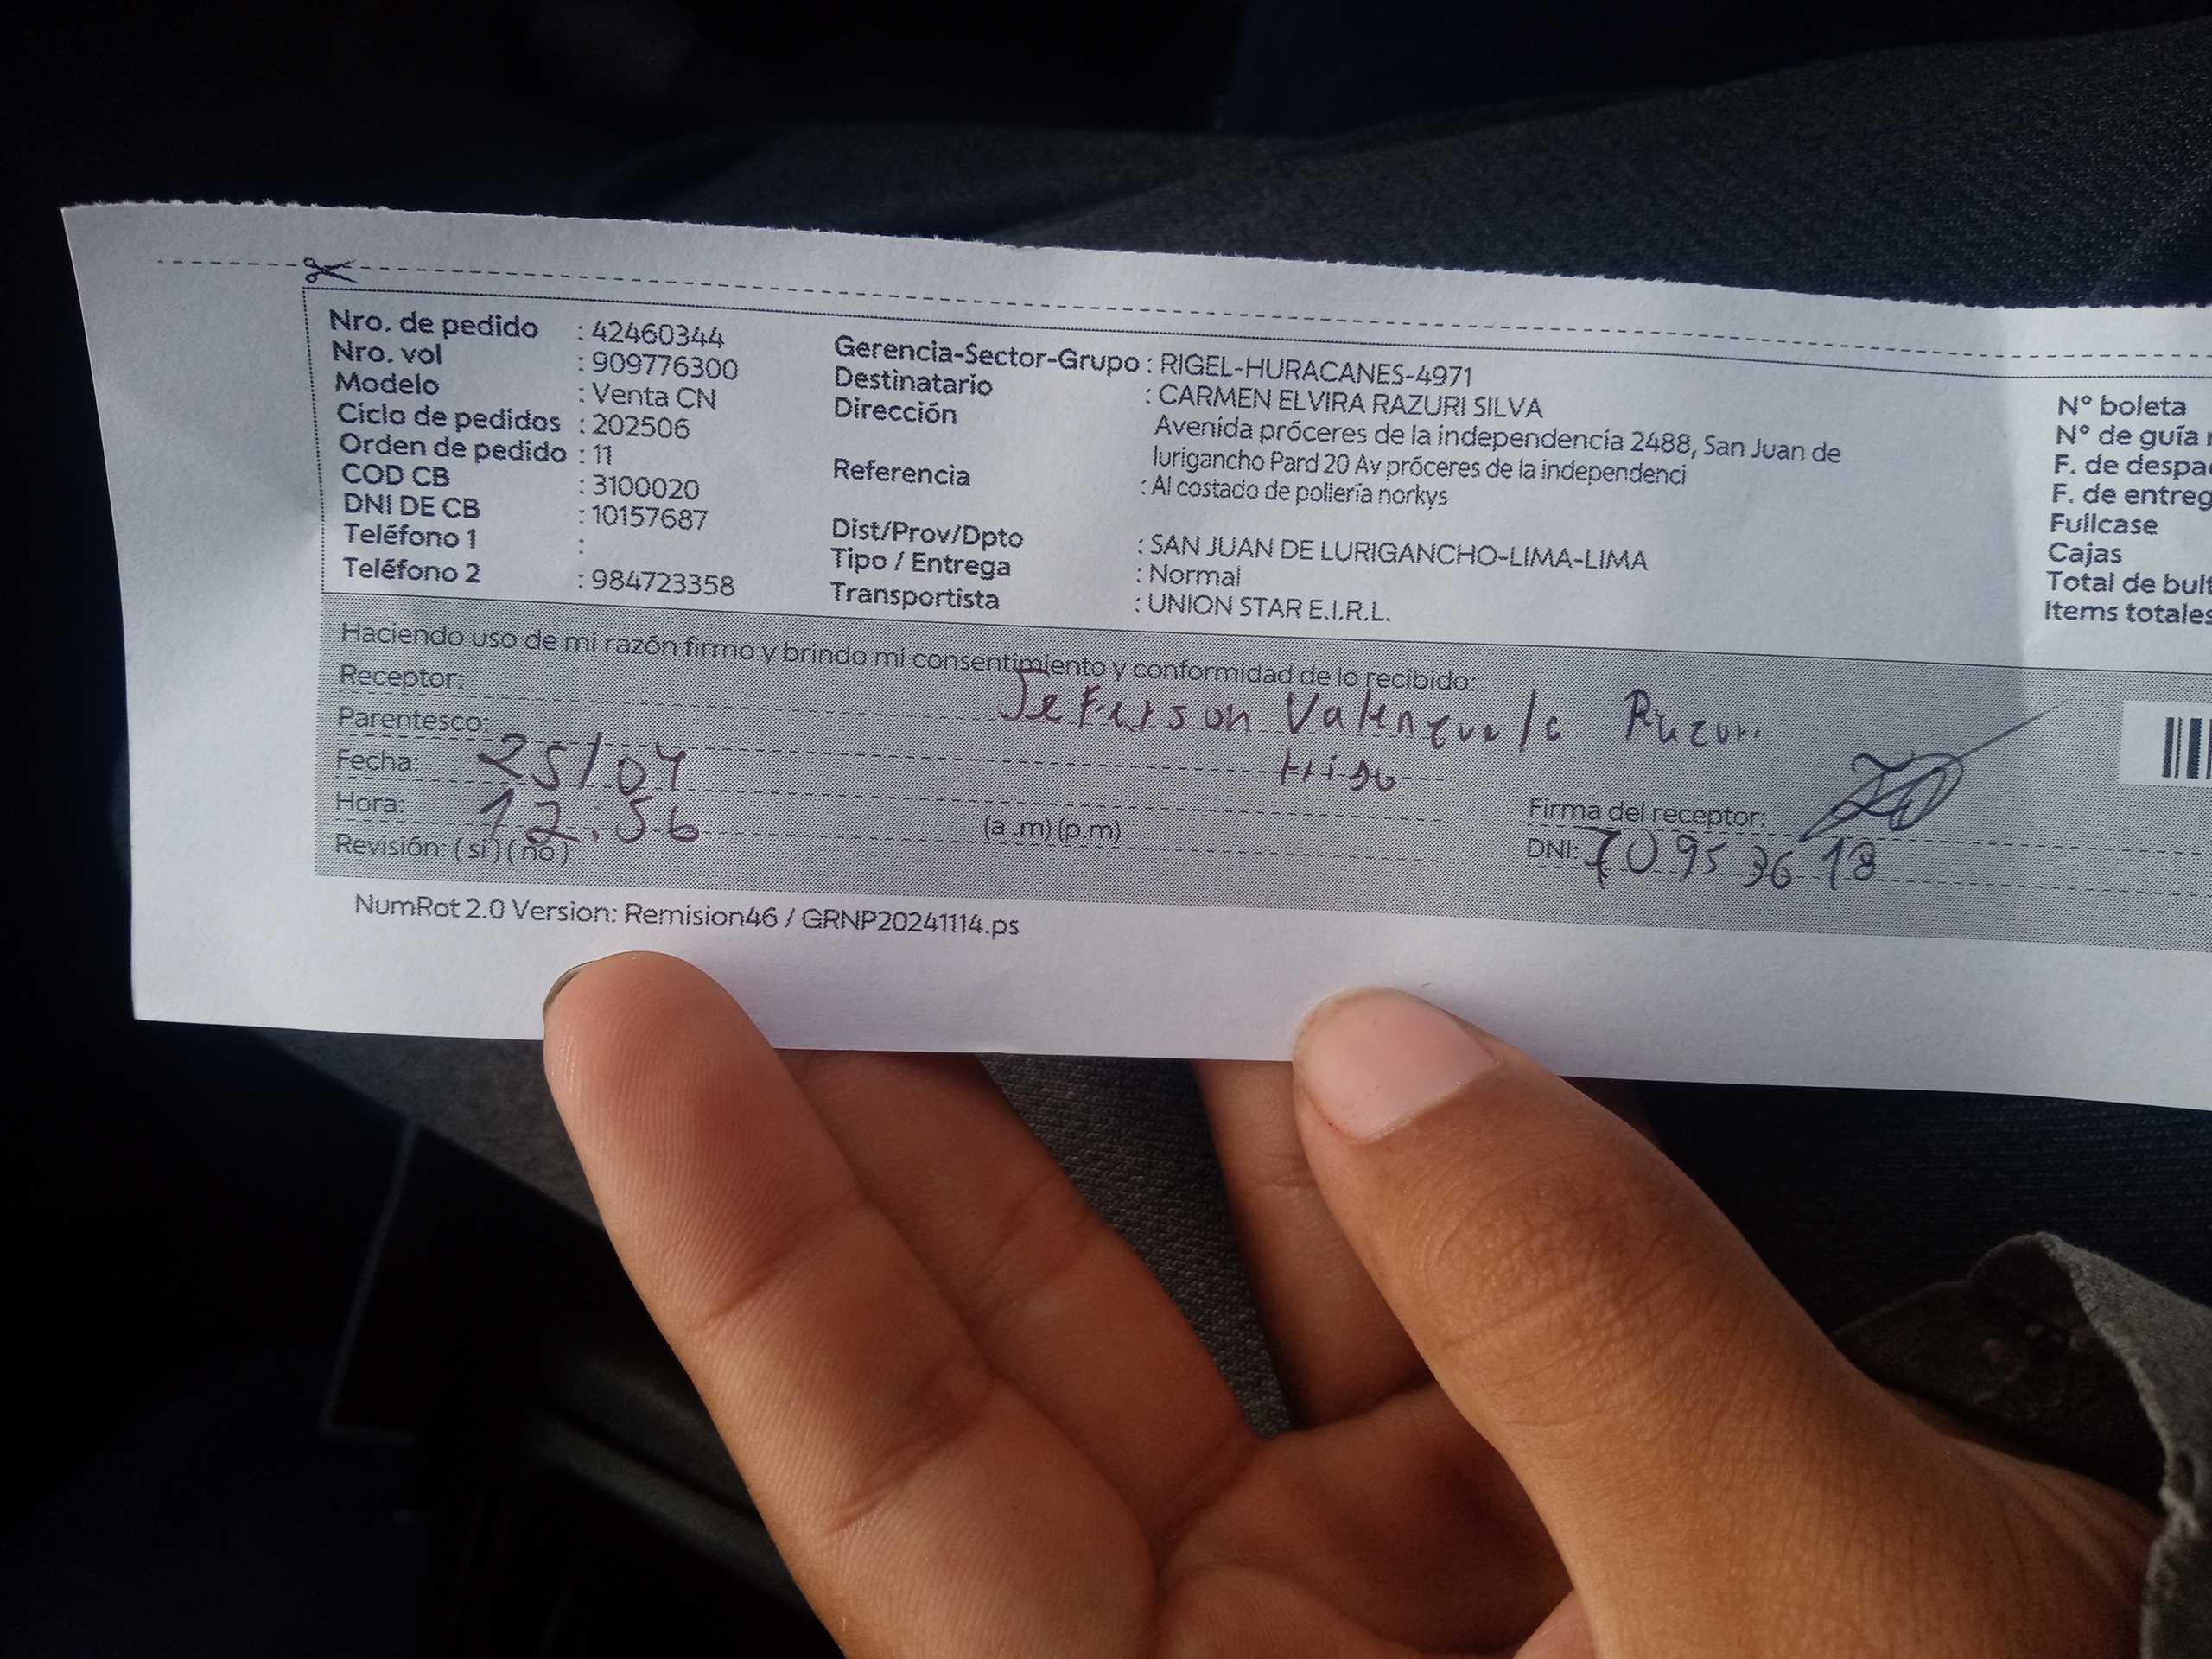 Nro. de pedido : 42460344
Nro. vol : 909776300
Modelo : Venta CN
Ciclo de pedidos : 202506
Orden de pedido : 11
COD CB : 3100020
DNI DE CB : 10157687
Teléfono 1 :
Teléfono 2 : 984723358
Gerencia-Sector-Grupo : RIGEL-HURACANES-4971
Destinatario : CARMEN ELVIRA RAZURI SILVA
Dirección Avenida próceres de la independencia 2488, San Juan de
lurigancho Pard 20 Av próceres de la independenci
Referencia : Al costado de poliería norkys
Dist/Prov/Dpto : SAN JUAN DE LURIGANCHO-LIMA-LIMA
Tipo / Entrega : Normal
Transportista : UNION STAR E.I.R.L.
N° boleta
N° de guía
F. de despa
F. de entreg
Fullcase
Cajas
Total de bult
Items totales
Haciendo uso de mi razón firmo y brindo mi consentimiento y conformidad de lo recibido:
Receptor: Jeferson Valenzuela Razuri
Parentesco: Hijo
Fecha: 25/04
Hora: 12:56 (a .m) (p.m)
Revisión: ( si ) ( no )
Firma del receptor:
DNI: 70953618
NumRot 2.0 Version: Remision46 / GRNP20241114.ps